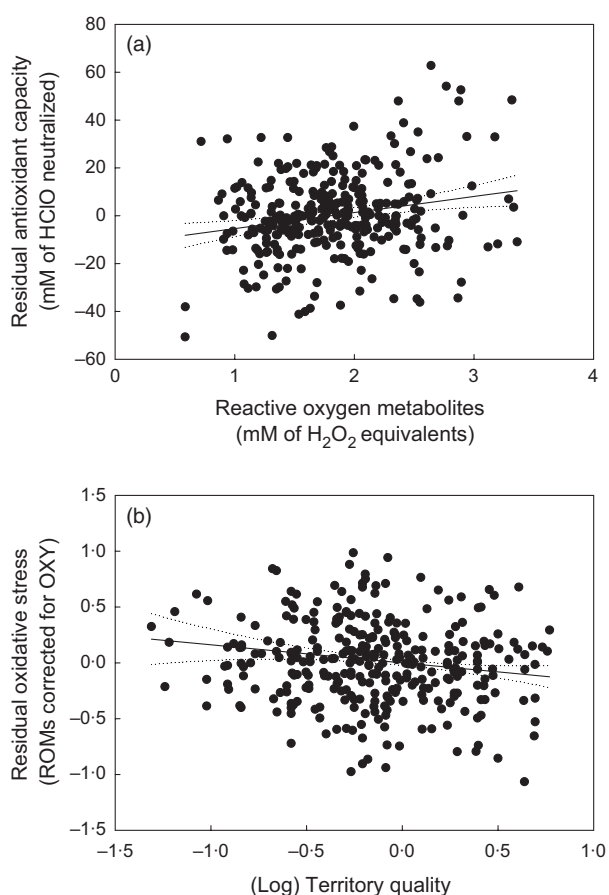 (a)
Residual antioxidant capacity
(mM of HClO neutralized)
80
60
40
20
0
–20
–40
–60
0 1 2 3 4
Reactive oxygen metabolites
(mM of H₂O₂ equivalents)
(b)
Residual oxidative stress
(ROMs corrected for OXY)
1·5
1·0
0·5
0·0
–0·5
–1·0
–1·5
–1·5 –1·0 –0·5 0·0 0·5 1·0
(Log) Territory quality